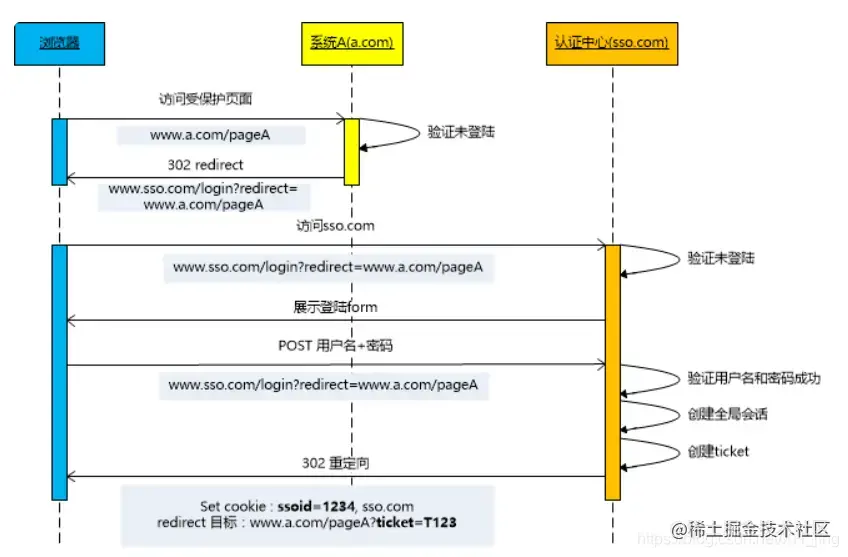 浏览器
系统A(a.com)
认证中心(sso.com)
访问受保护页面
www.a.com/pageA
验证未登陆
302 redirect
www.sso.com/login?redirect=
www.a.com/pageA
访问sso.com
www.sso.com/login?redirect=www.a.com/pageA
验证未登陆
展示登陆form
POST 用户名+密码
www.sso.com/login?redirect=www.a.com/pageA
验证用户名和密码成功
创建全局会话
创建ticket
302 重定向
Set cookie : ssoid=1234, sso.com
redirect 目标 : www.a.com/pageA?ticket=T123
@稀土掘金技术社区